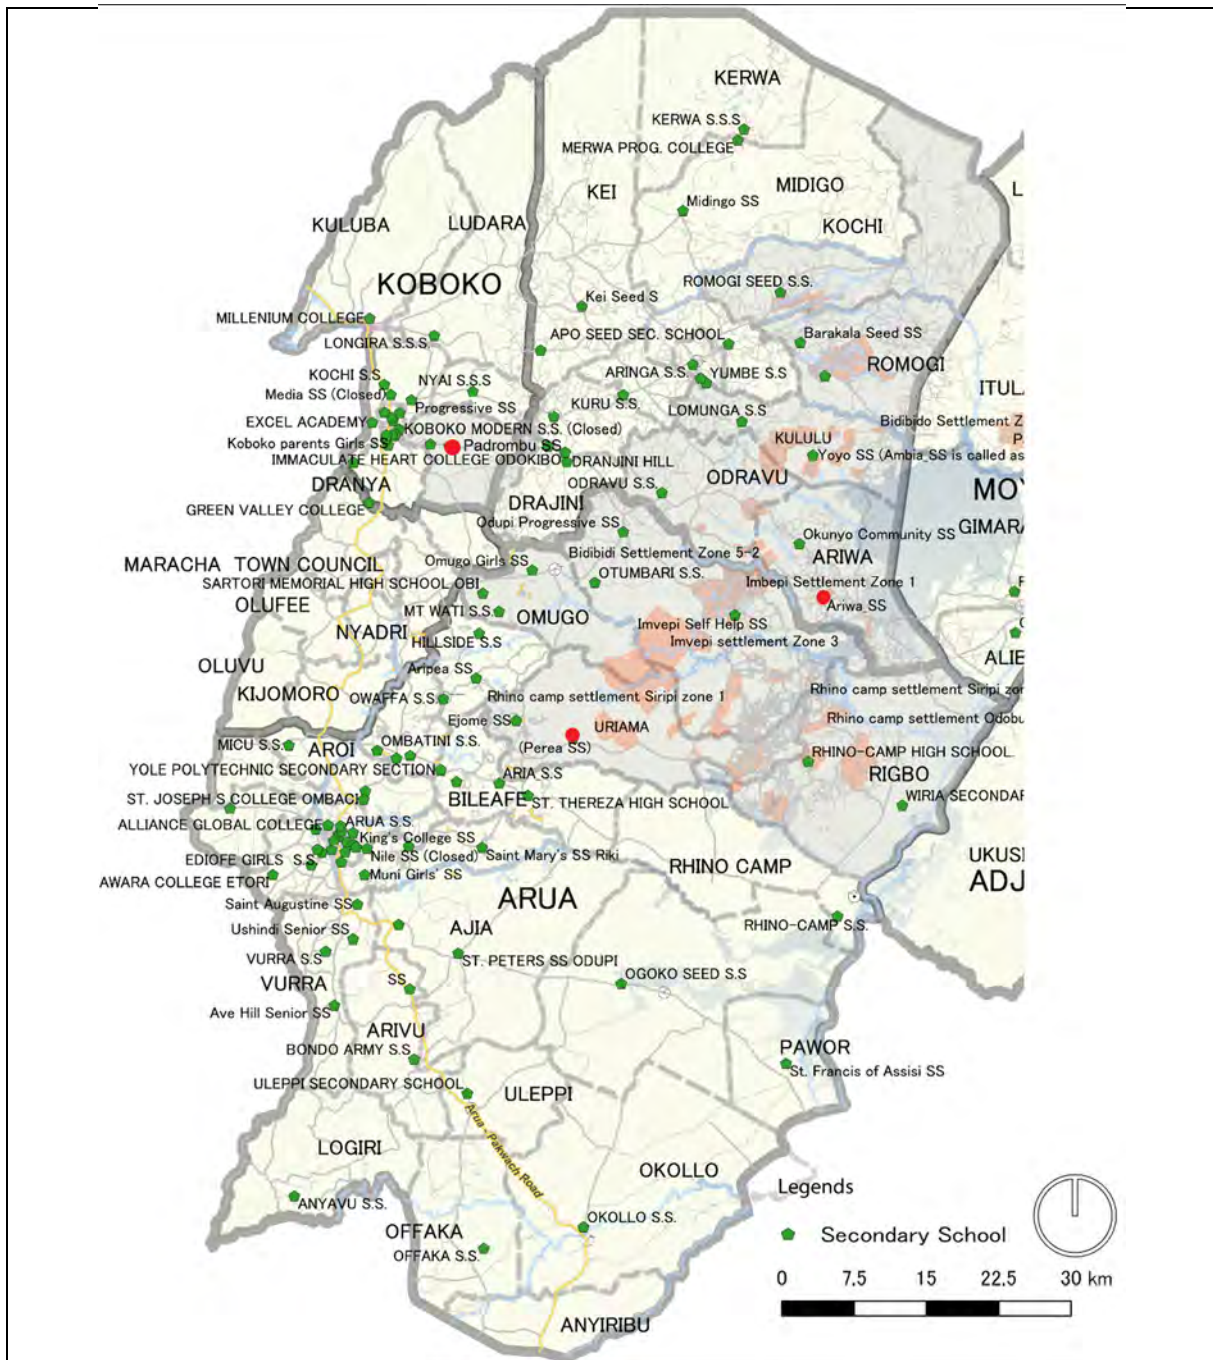 KERWA
KERWA S.S.S
MERWA PROG. COLLEGE
KEI
MIDIGO
Midingo SS
KULUBA
LUDARA
KOCHI
KOBOKO
ROMOGI SEED S.S.
Kei Seed S
MILLENIUM COLLEGE
LONGIRA S.S.S
APO SEED SEC. SCHOOL
Barakala Seed SS
ROMOGI
KOCHI S.S
NYAI S.S.S
ARINGA S.S.
YUMBE S.S
ITULA
Media SS (Closed)
Progressive SS
KURU S.S.
LOMUNGA S.S
EXCEL ACADEMY
KOBOKO MODERN S.S. (Closed)
Bidibido Settlement Z
KULULU
Koboko parents Girls SS
Padrombu SS
Yoyo SS (Ambia SS is called as
IMMACULATE HEART COLLEGE ODOKIBO
DRANJINI HILL
ODRAVU
DRANYA
ODRAVU S.S.
MOY
GREEN VALLEY COLLEGE
DRAJINI
Odupi Progressive SS
GIMARA
Okunyo Community SS
ARIWA
MARACHA TOWN COUNCIL
Omugo Girls SS
Bidibidi Settlement Zone 5-2
SARTORI MEMORIAL HIGH SCHOOL OBI
OTUMBARI S.S.
Imbepi Settlement Zone 1
OLUFEE
MT WATI S.S.
OMUGO
Ariwa SS
NYADRI
HILLSIDE S.S
Imvepi Self Help SS
Imvepi settlement Zone 3
OLUVU
Aripea SS
ALIE
KIJOMORO
OWAFFA S.S.
Rhino camp settlement Siripi zone 1
Rhino camp settlement Siripi zon
Ejome SS
URIAMA
Rhino camp settlement Odobu
MICU S.S.
AROI
OMBATINI S.S.
(Perea SS)
RHINO-CAMP HIGH SCHOOL.
YOLE POLYTECHNIC SECONDARY SECTION
ARIA S.S
RIGBO
ST. JOSEPH S COLLEGE OMBACI
BILEAFE
ST. THEREZA HIGH SCHOOL
WIRIA SECONDAR
ALLIANCE GLOBAL COLLEGE
ARUA S.S.
King's College SS
EDIOFE GIRLS S.S.
Nile SS (Closed)
Saint Mary's SS Riki
RHINO CAMP
UKUSI
AWARA COLLEGE ETORI
Muni Girls' SS
ADJ
ARUA
Saint Augustine SS
Ushindi Senior SS
AJIA
RHINO-CAMP S.S.
VURRA S.S
ST. PETERS SS ODUPI
OGOKO SEED S.S
VURRA
SS
Ave Hill Senior SS
ARIVU
BONDO ARMY S.S
PAWOR
St. Francis of Assisi SS
ULEPPI SECONDARY SCHOOL
ULEPPI
Arua - Pakwach Road
LOGIRI
OKOLLO
Legends
ANYAVU S.S.
OKOLLO S.S.
OFFAKA
Secondary School
OFFAKA S.S.
0 7.5 15 22.5 30 km
ANYIRIBU